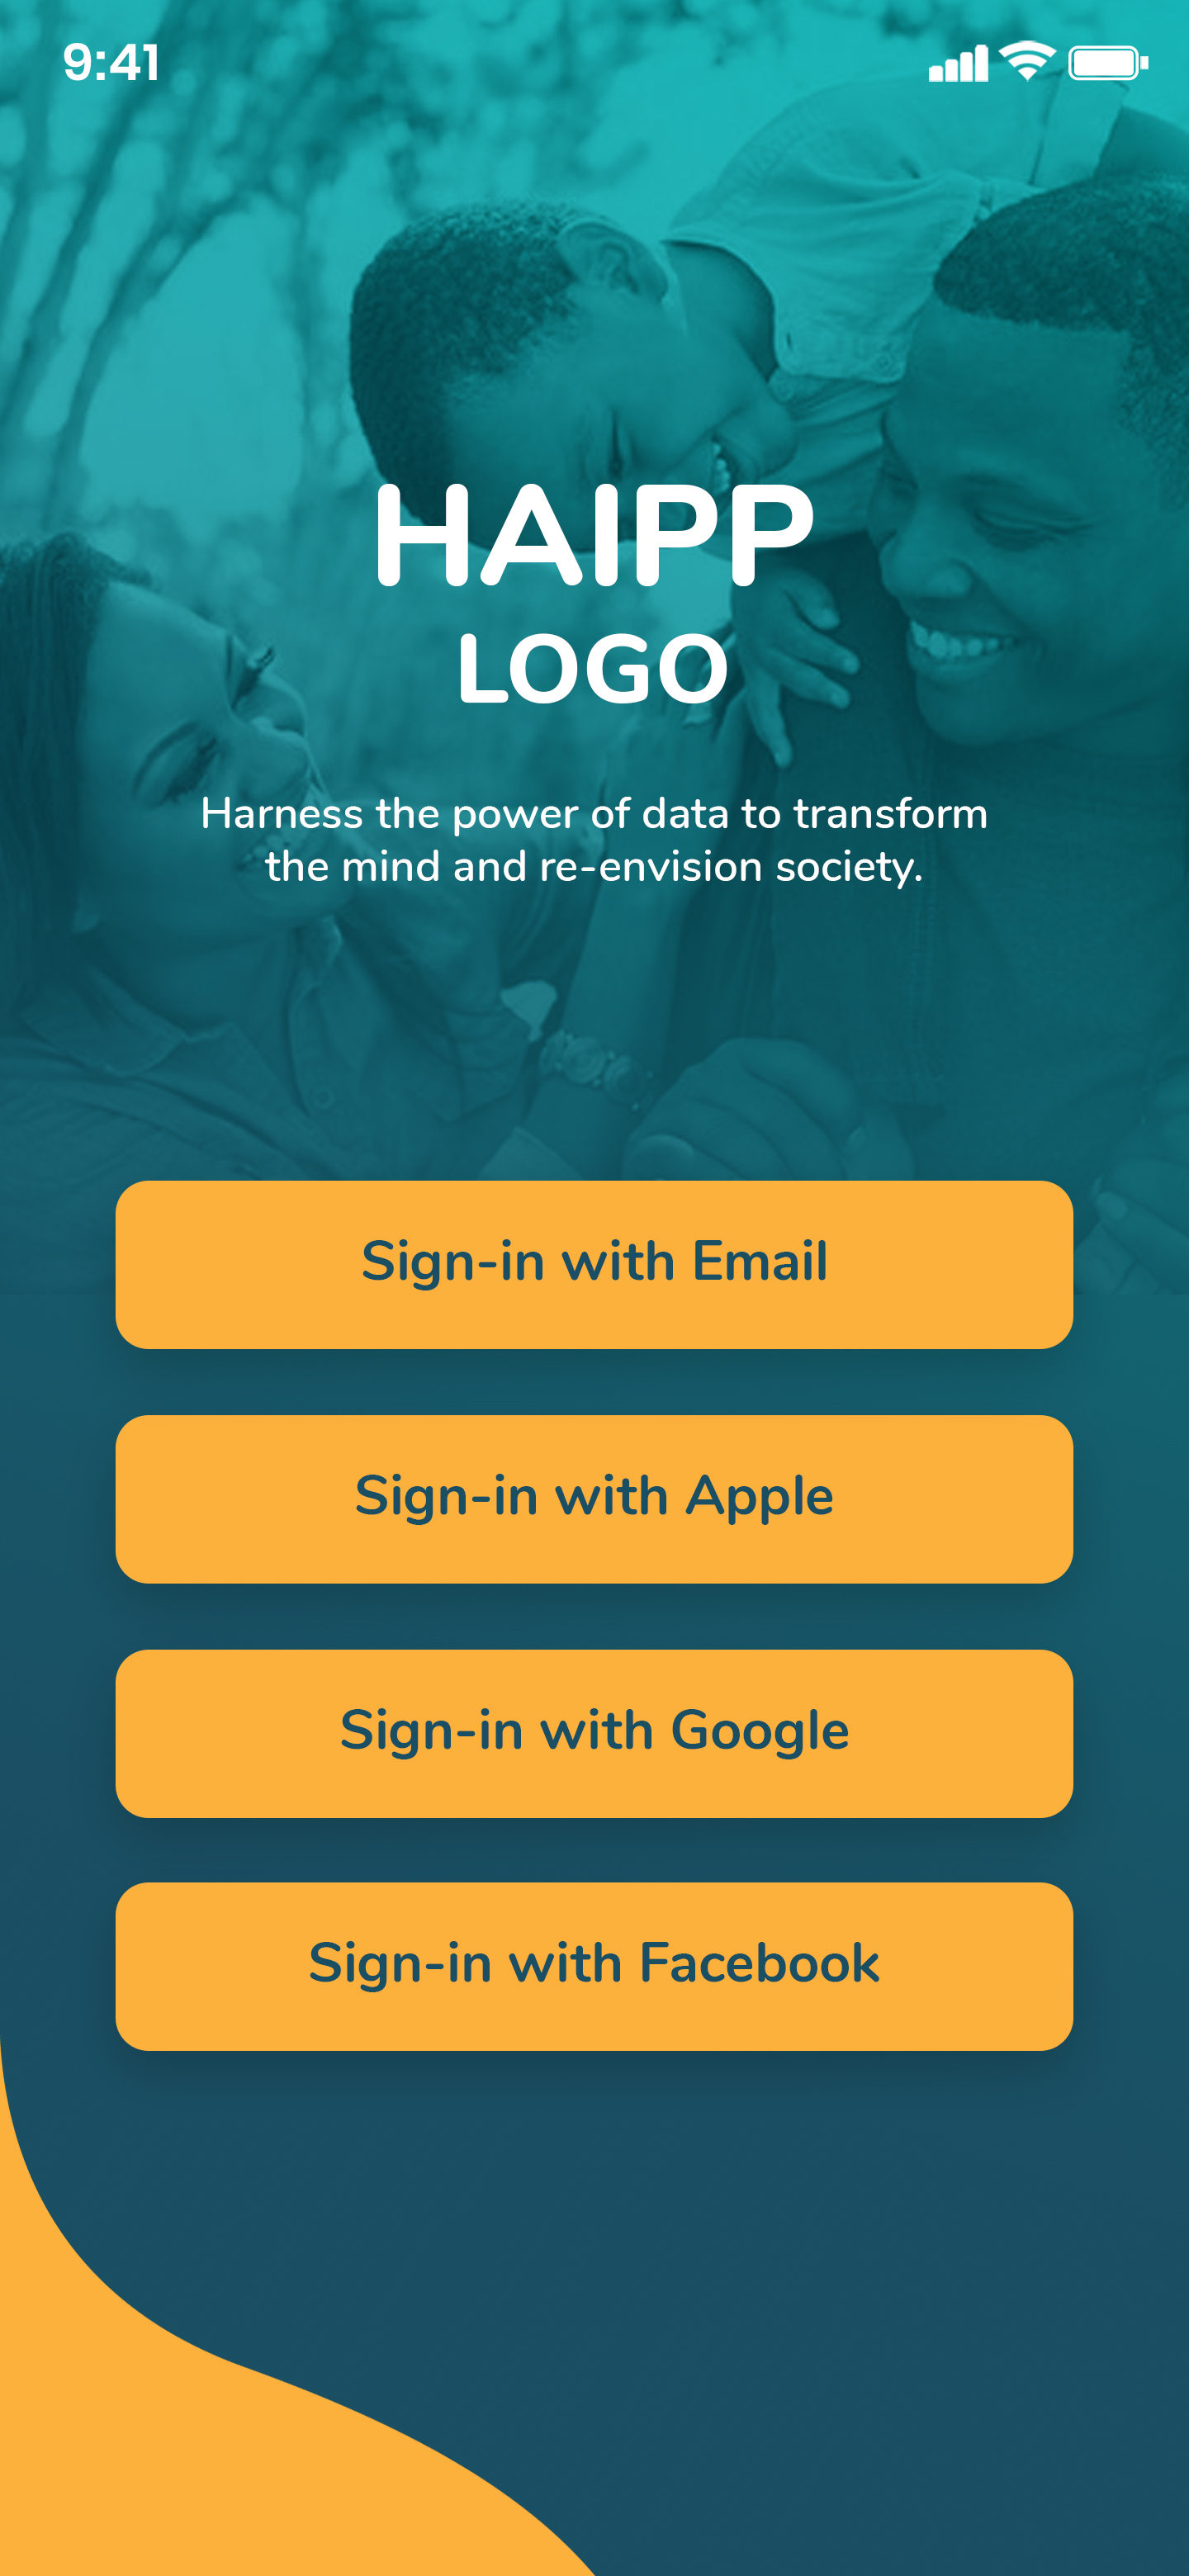 9:41
HAIPP
LOGO
Harness the power of data to transform
the mind and re-envision society.
Sign-in with Email
Sign-in with Apple
Sign-in with Google
Sign-in with Facebook